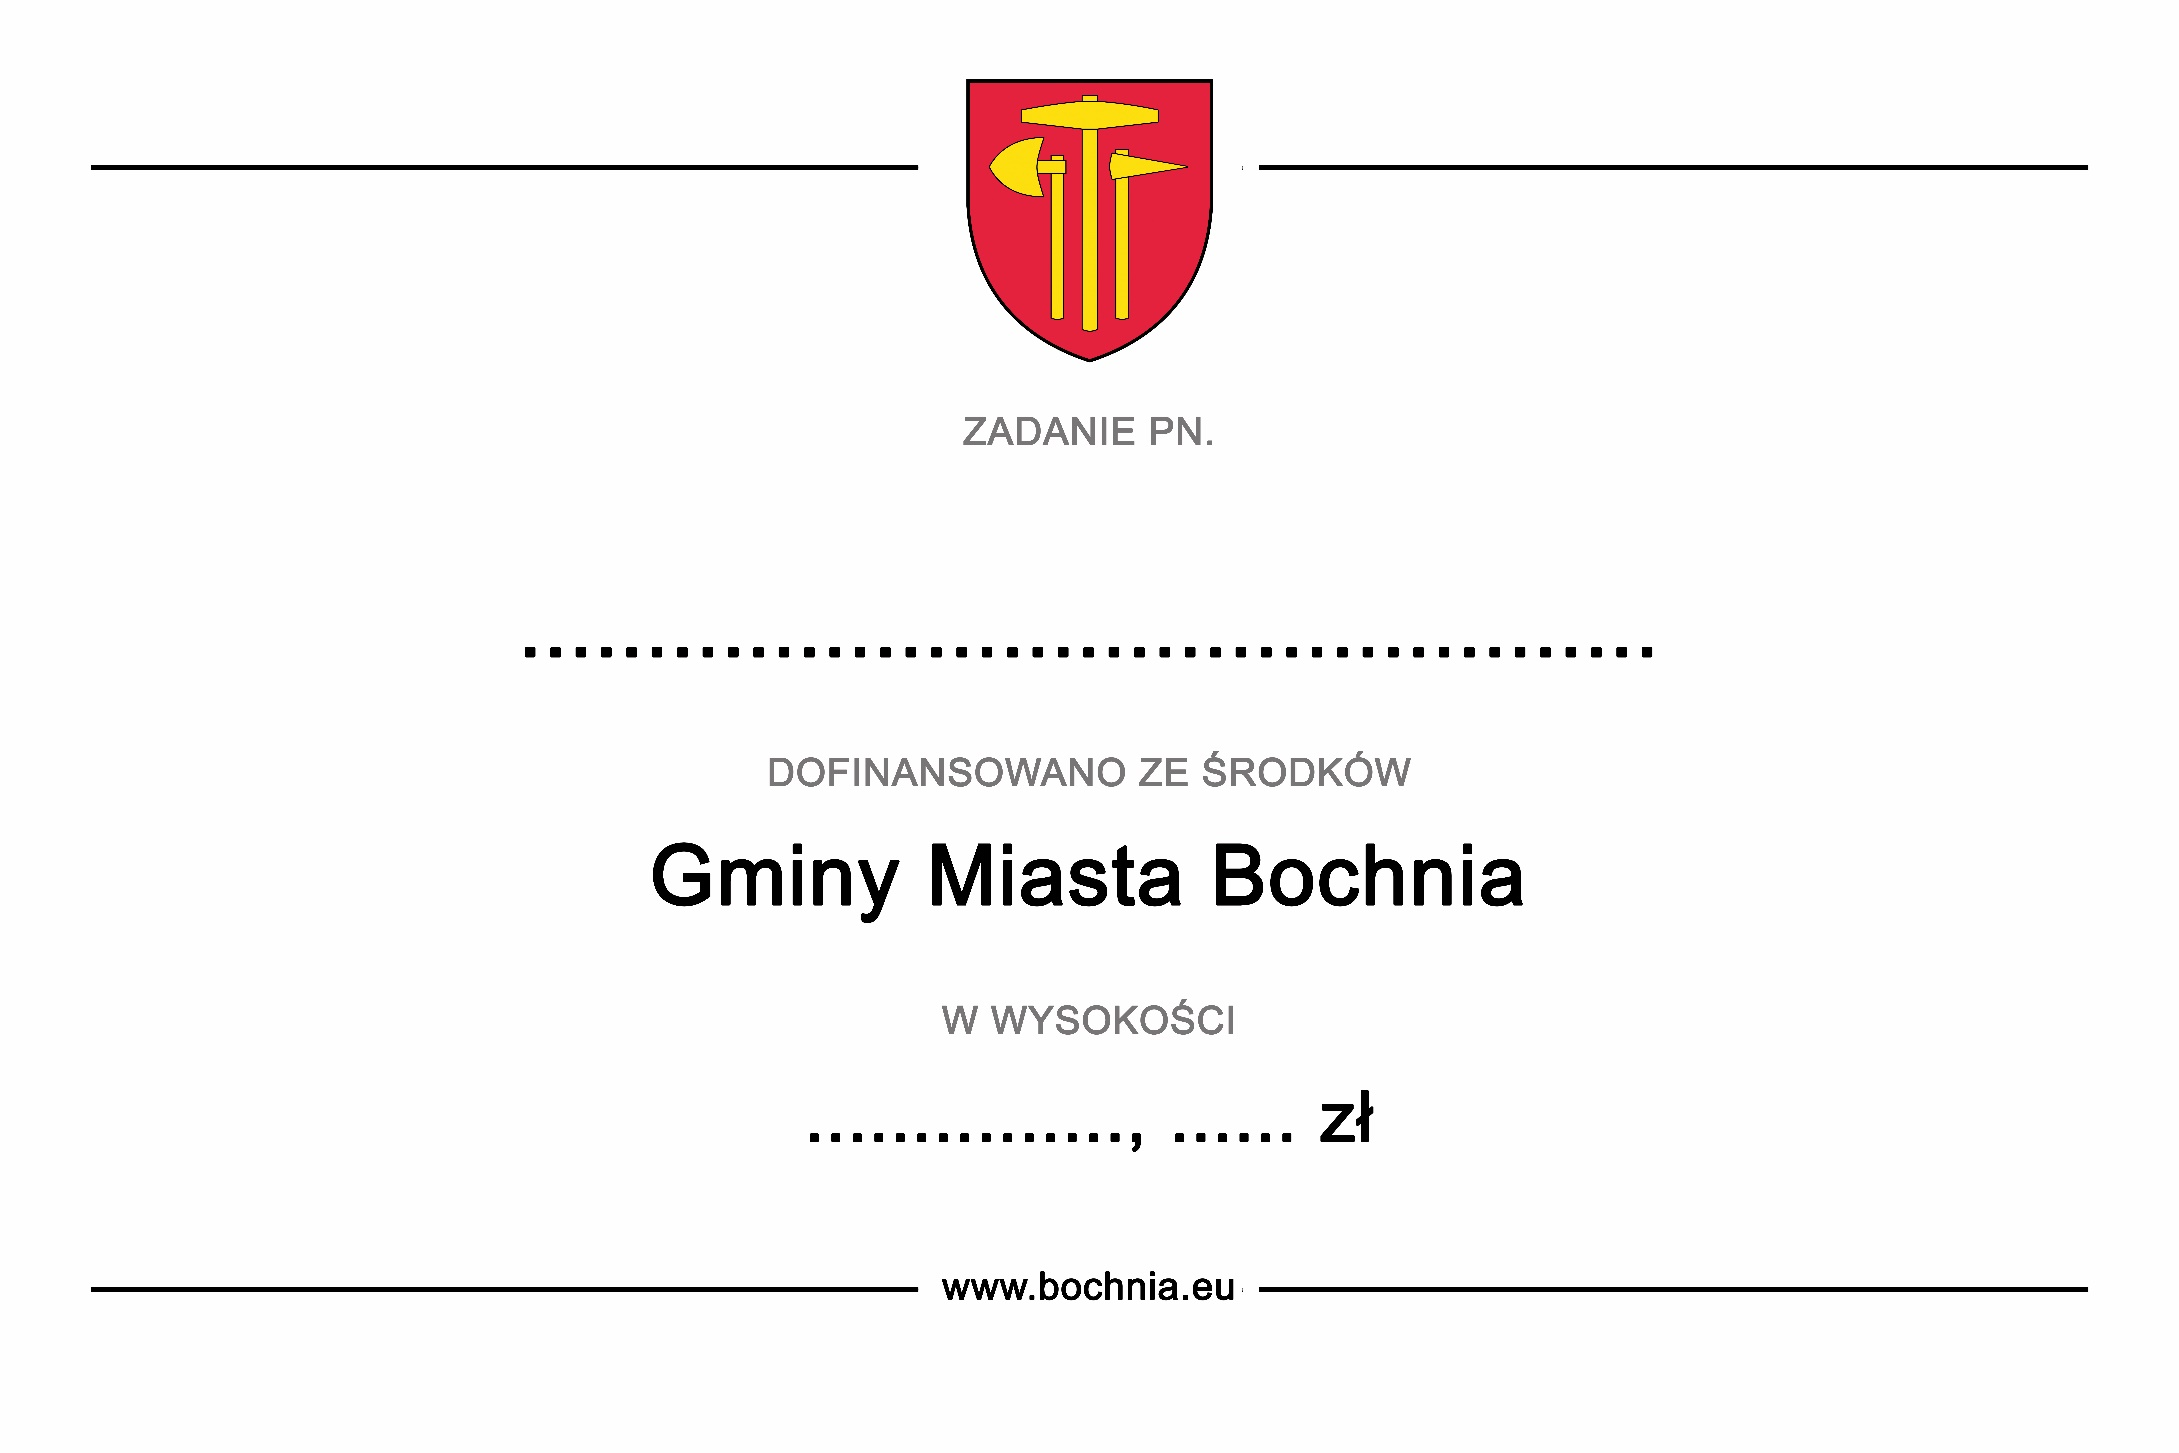 ZADANIE PN.
.............................................
DOFINANSOWANO ZE ŚRODKÓW
Gminy Miasta Bochnia
W WYSOKOŚCI
..............., ...... zł
www.bochnia.eu